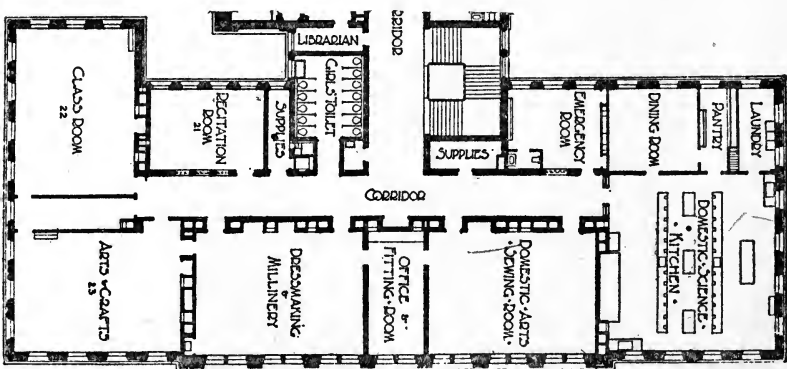 LIBRARIAN
CORRIDOR
CLASS ROOM
22
RECITATION
ROOM
21
SUPPLIES
GIRLS TOILET
SUPPLIES
EMERGENCY
ROOM
DINING ROOM
PANTRY
LAUNDRY
CORRIDOR
ARTS & CRAFTS
23
DRESSMAKING
&
MILLINERY
OFFICE &
FITTING • ROOM
DOMESTIC • ARTS
• SEWING • ROOM •
DOMESTIC • SCIENCE •
• KITCHEN •